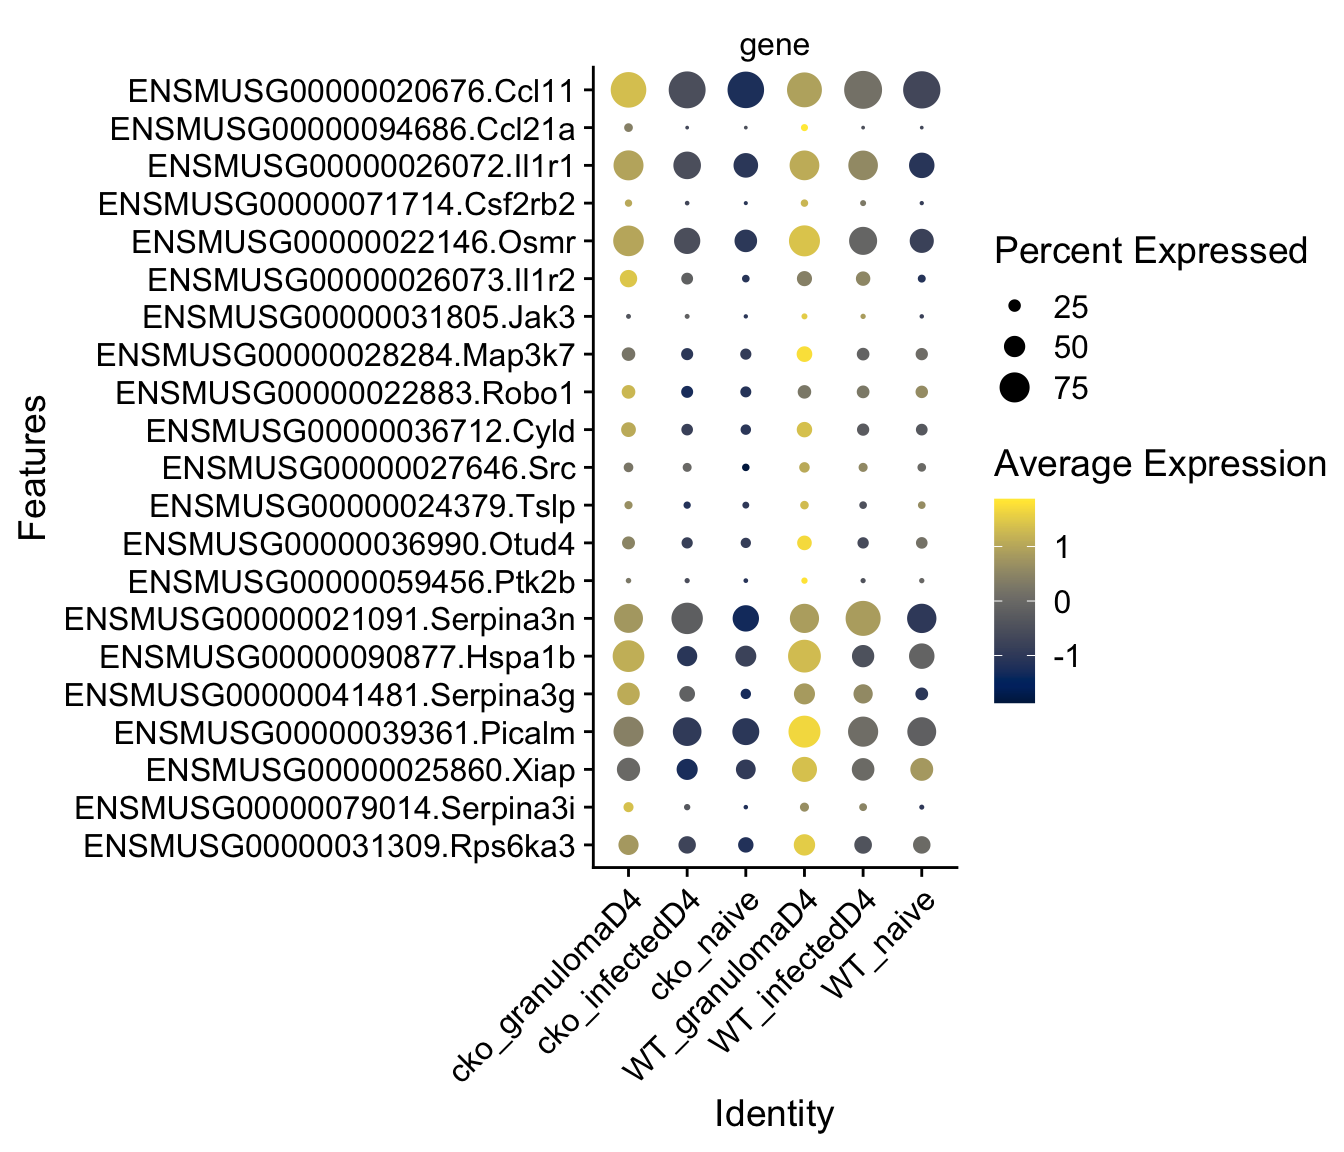 gene
ENSMUSG00000020676.Ccl11
ENSMUSG00000094686.Ccl21a
ENSMUSG00000026072.Il1r1
ENSMUSG00000071714.Csf2rb2
ENSMUSG00000022146.Osmr
ENSMUSG00000026073.Il1r2
ENSMUSG00000031805.Jak3
ENSMUSG00000028284.Map3k7
ENSMUSG00000022883.Robo1
ENSMUSG00000036712.Cyld
ENSMUSG00000027646.Src
ENSMUSG00000024379.Tslp
ENSMUSG00000036990.Otud4
ENSMUSG00000059456.Ptk2b
ENSMUSG00000021091.Serpina3n
ENSMUSG00000090877.Hspa1b
ENSMUSG00000041481.Serpina3g
ENSMUSG00000039361.Picalm
ENSMUSG00000025860.Xiap
ENSMUSG00000079014.Serpina3i
ENSMUSG00000031309.Rps6ka3
Features
cko_granulomaD4
cko_infectedD4
cko_naive
WT_granulomaD4
WT_infectedD4
WT_naive
Identity
Percent Expressed
25
50
75
Average Expression
1
0
-1